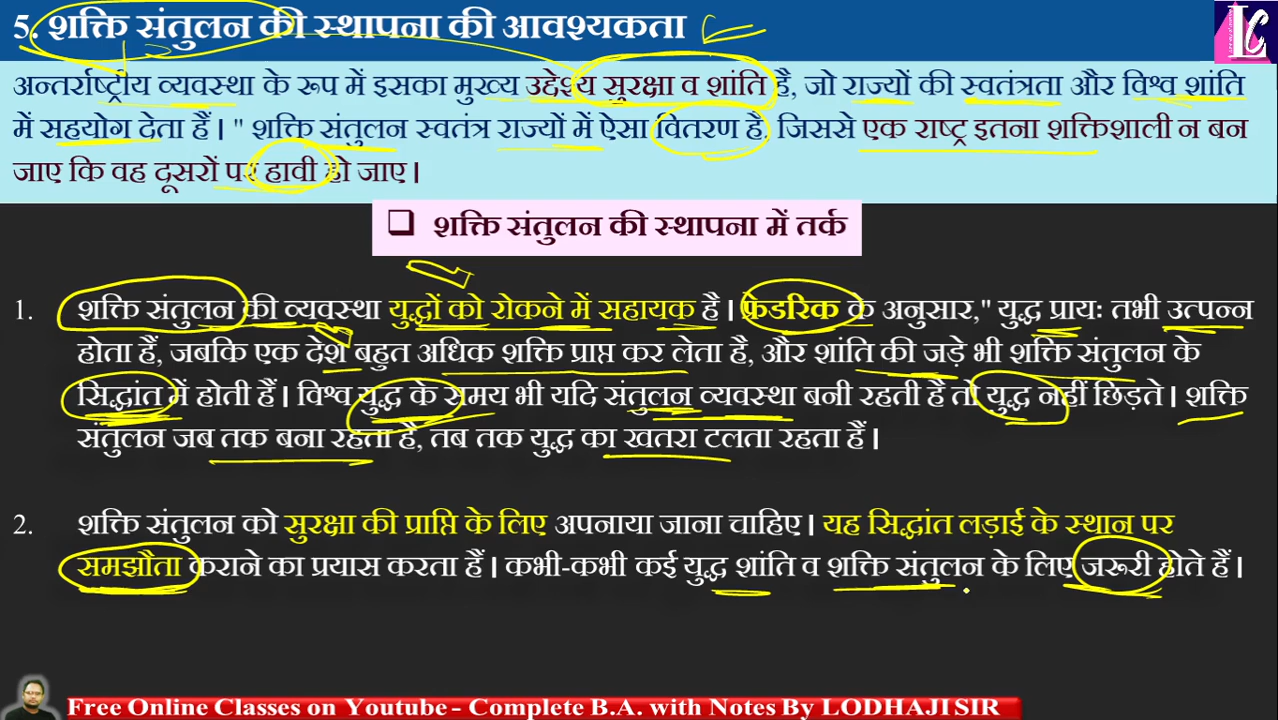 5. शक्ति संतुलन की स्थापना की आवश्यकता
LC
अन्तर्राष्ट्रीय व्यवस्था के रूप में इसका मुख्य उद्देश्य सुरक्षा व शांति है, जो राज्यों की स्वतंत्रता और विश्व शांति
में सहयोग देता हैं। " शक्ति संतुलन स्वतंत्र राज्यों में ऐसा वितरण है, जिससे एक राष्ट्र इतना शक्तिशाली न बन
जाए कि वह दूसरों पर हावी हो जाए।
❑ शक्ति संतुलन की स्थापना में तर्क
1. शक्ति संतुलन की व्यवस्था युद्धों को रोकने में सहायक है। फ्रेडरिक के अनुसार," युद्ध प्रायः तभी उत्पन्न
होता हैं, जबकि एक देश बहुत अधिक शक्ति प्राप्त कर लेता है, और शांति की जड़े भी शक्ति संतुलन के
सिद्धांत में होती हैं। विश्व युद्ध के समय भी यदि संतुलन व्यवस्था बनी रहती हैं तो युद्ध नहीं छिड़ते। शक्ति
संतुलन जब तक बना रहता है, तब तक युद्ध का खतरा टलता रहता हैं।
2. शक्ति संतुलन को सुरक्षा की प्राप्ति के लिए अपनाया जाना चाहिए। यह सिद्धांत लड़ाई के स्थान पर
समझौता कराने का प्रयास करता हैं। कभी-कभी कई युद्ध शांति व शक्ति संतुलन के लिए जरूरी होते हैं।
Free Online Classes on Youtube - Complete B.A. with Notes By LODHAJI SIR